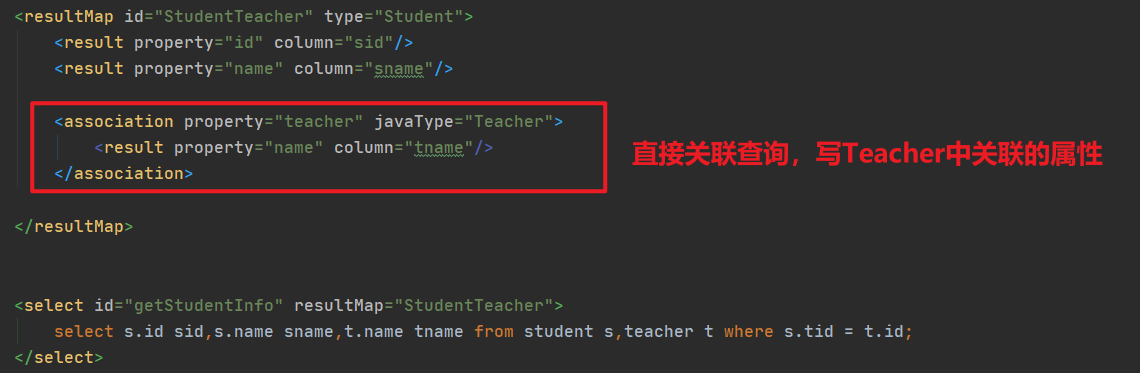 <resultMap id="StudentTeacher" type="Student">
<result property="id" column="sid"/>
<result property="name" column="sname"/>
<association property="teacher" javaType="Teacher">
<result property="name" column="tname"/>
</association>
直接关联查询，写Teacher中关联的属性
</resultMap>
<select id="getStudentInfo" resultMap="StudentTeacher">
select s.id sid,s.name sname,t.name tname from student s,teacher t where s.tid = t.id;
</select>